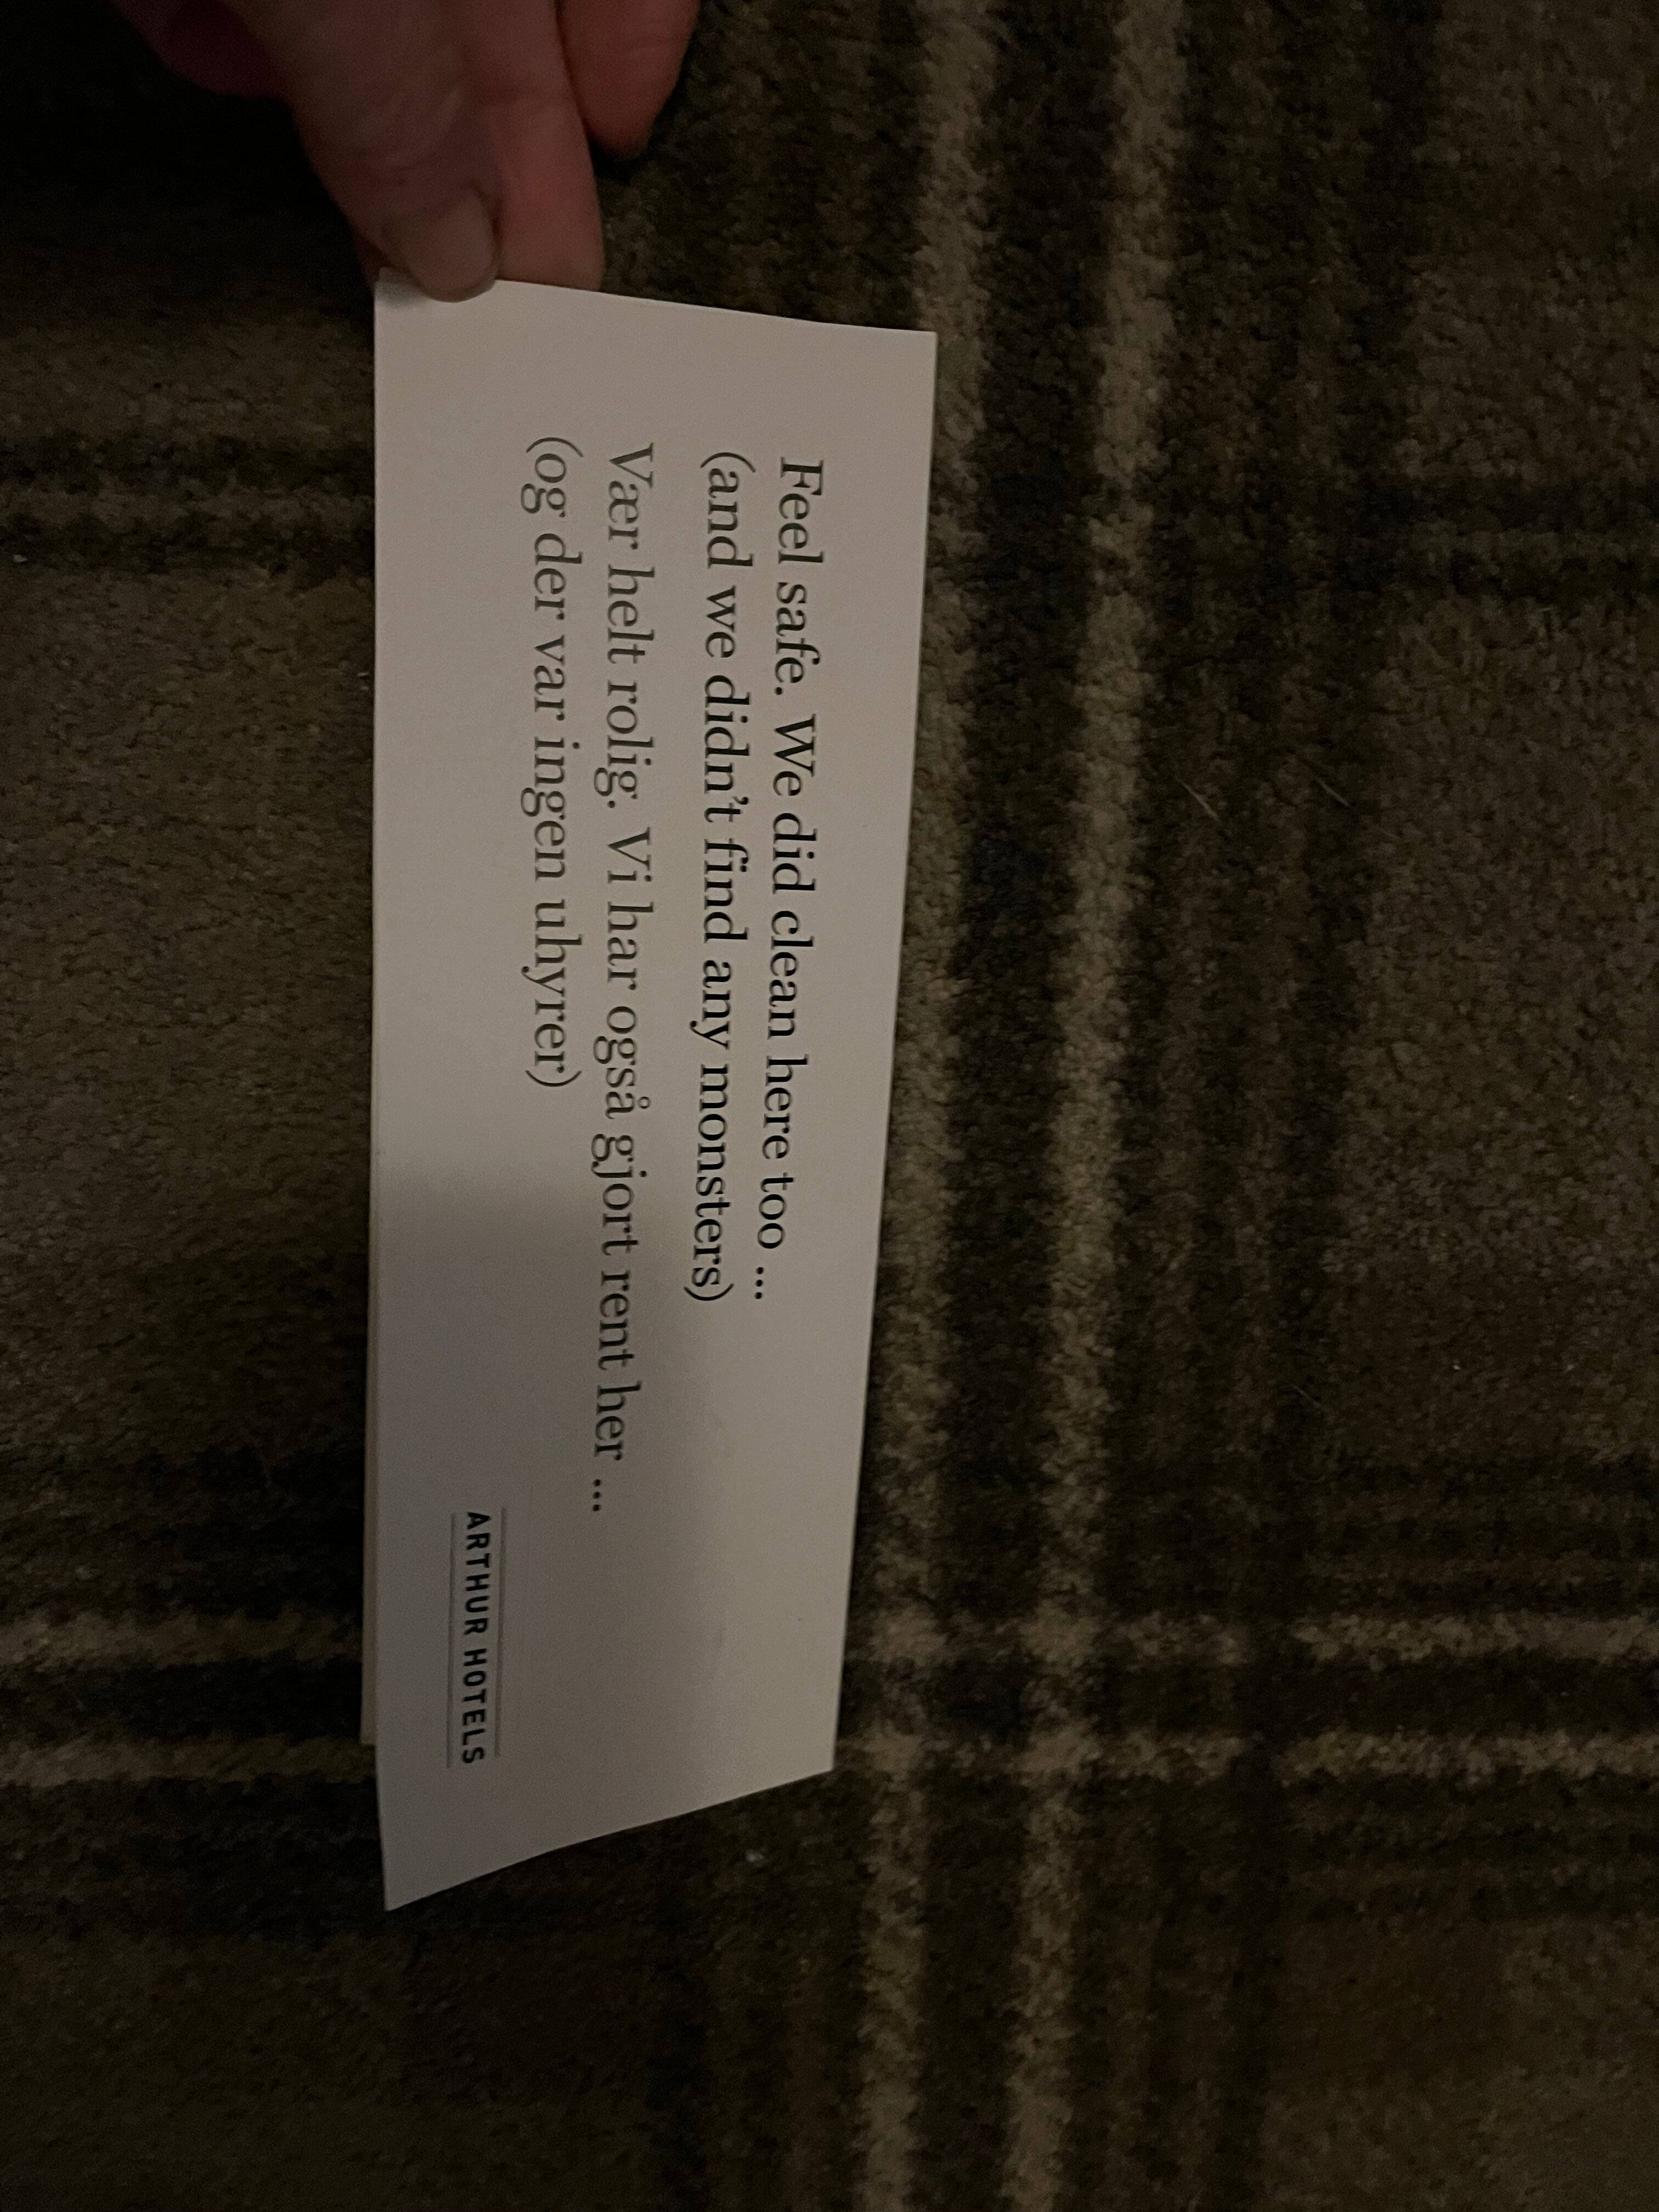 Feel safe. We did clean here too ...
(and we didn't find any monsters)
Vær helt rolig. Vi har også gjort rent her ...
(og der var ingen uhyrer)
ARTHUR HOTELS